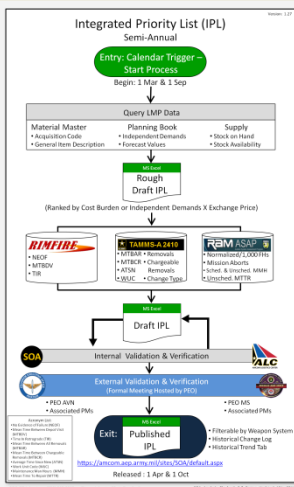 Version: 1.27
Integrated Priority List (IPL)
Semi-Annual
Entry: Calendar Trigger –
Start Process
Begin: 1 Mar & 1 Sep
Query LMP Data
Material Master
• Acquisition Code
• General Item Description
Planning Book
• Independent Demands
• Forecast Values
Supply
• Stock on Hand
• Stock Availability
MS Excel
Rough
Draft IPL
(Ranked by Cost Burden or Independent Demands X Exchange Price)
RIMFIRE
• NEOF
• MTBDV
• TIR
TAMMS-A 2410
• MTBAR
• MTBCR
• ATSN
• WUC
• Removals
• Chargeable
Removals
• Change Type
RAM ASAP
• Normalized/1,000 FHs
• Mission Aborts
• Sched. & Unsched. MMH
• Unsched. MTTR
MS Excel
Draft IPL
SOA
Internal Validation & Verification
ALC
External Validation & Verification
(Formal Meeting Hosted by PEO)
• PEO AVN
• Associated PMs
• PEO MS
• Associated PMs
MS Excel
Exit:
Published
IPL
• Filterable by Weapon System
• Historical Change Log
• Historical Trend Tab
https://amcom.aep.army.mil/sites/SOA/default.aspx
Released : 1 Apr & 1 Oct